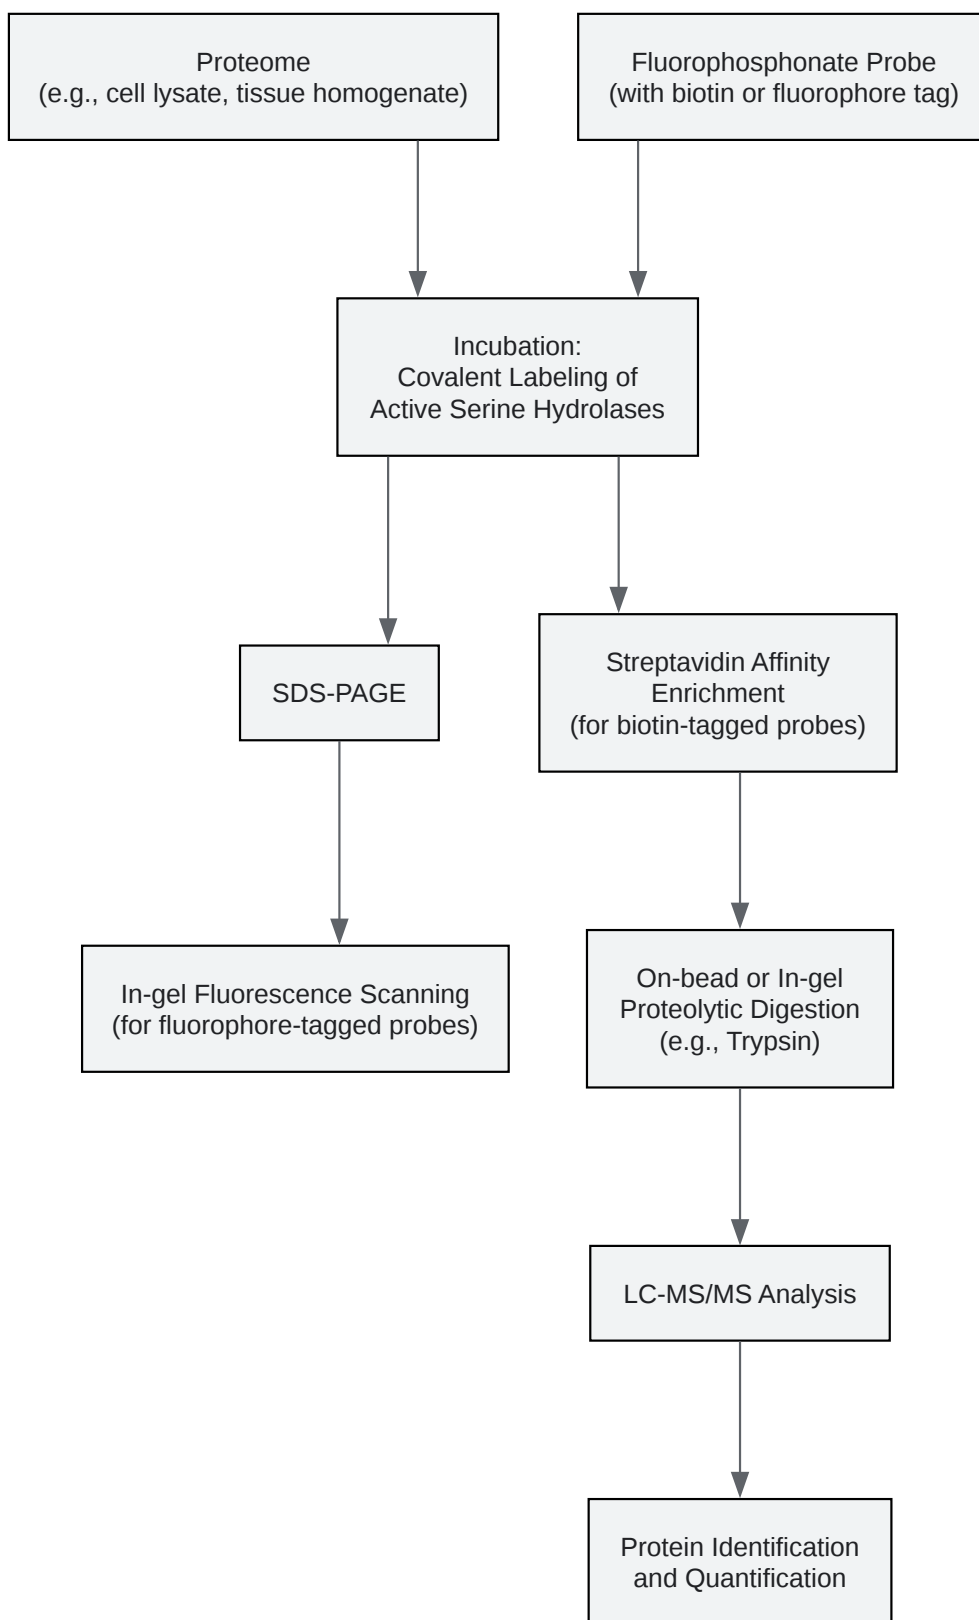 Proteome
(e.g., cell lysate, tissue homogenate)
Fluorophosphonate Probe
(with biotin or fluorophore tag)
Incubation:
Covalent Labeling of
Active Serine Hydrolases
SDS-PAGE
Streptavidin Affinity
Enrichment
(for biotin-tagged probes)
In-gel Fluorescence Scanning
(for fluorophore-tagged probes)
On-bead or In-gel
Proteolytic Digestion
(e.g., Trypsin)
LC-MS/MS Analysis
Protein Identification
and Quantification